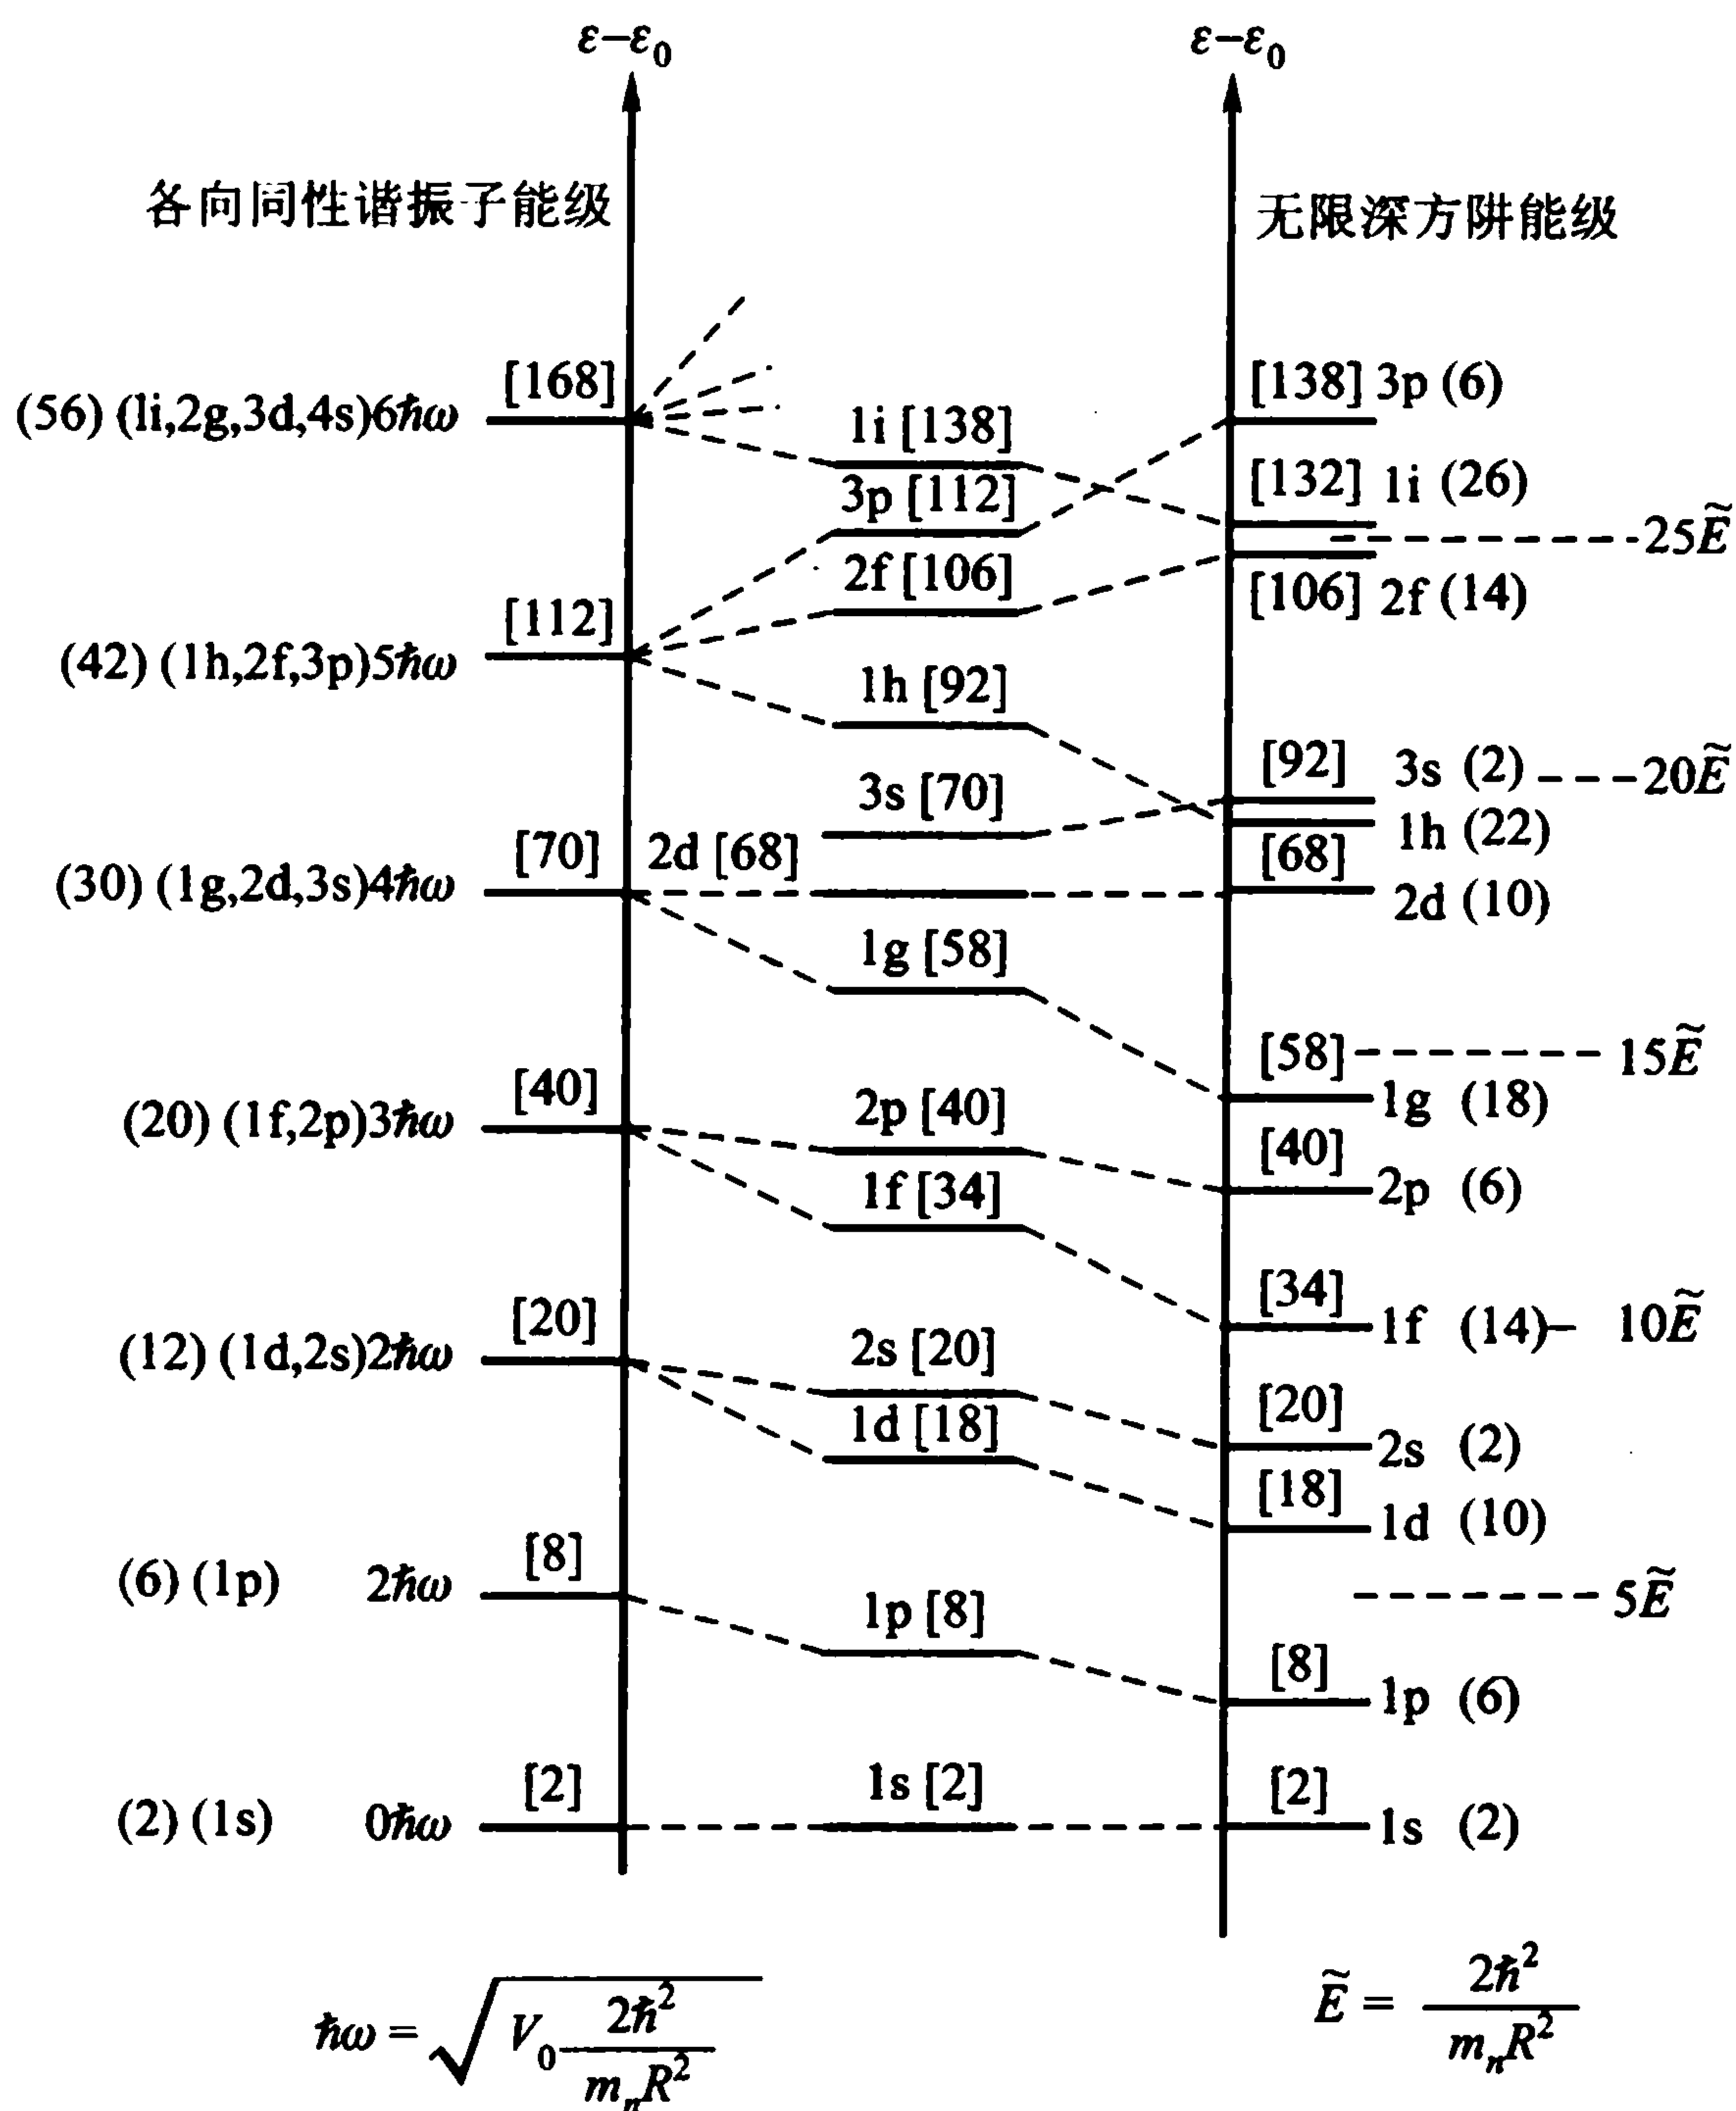 ε−ε₀
ε−ε₀
各向同性谐振子能级
无限深方阱能级
(56) (li,2g,3d,4s)6ħω [168]
(42) (1h,2f,3p)5ħω [112]
(30) (1g,2d,3s)4ħω [70]
(20) (1f,2p)3ħω [40]
(12) (1d,2s)2ħω [20]
(6) (1p) 2ħω [8]
(2) (1s) 0ħω [2]
1i [138]
3p [112]
2f [106]
1h [92]
3s [70]
2d [68]
1g [58]
2p [40]
1f [34]
2s [20]
1d [18]
1p [8]
1s [2]
[138] 3p (6)
[132] 1i (26)
25Ẽ
[106] 2f (14)
[92] 3s (2) 20Ẽ
1h (22)
[68]
2d (10)
[58] 15Ẽ
1g (18)
[40]
2p (6)
[34]
1f (14) 10Ẽ
[20]
2s (2)
[18]
1d (10)
5Ẽ
[8]
1p (6)
[2]
1s (2)
ħω = √(V₀ 2ħ²/(mₙR²))
Ẽ = 2ħ²/(mₙR²)